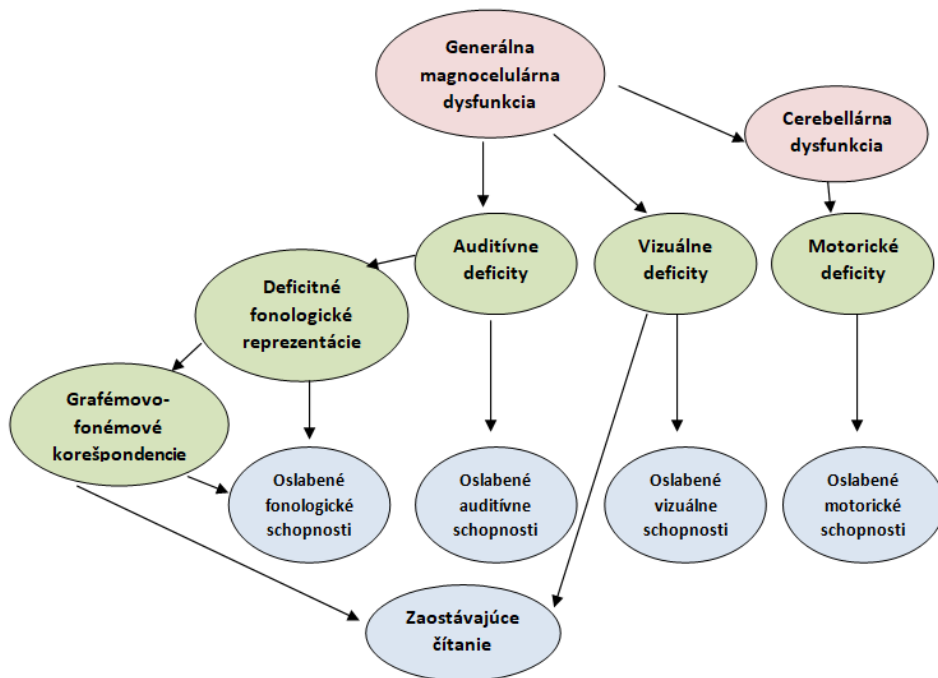 Generálna
magnocelulárna
dysfunkcia
Cerebellárna
dysfunkcia
Auditívne
deficity
Vizuálne
deficity
Motorické
deficity
Deficitné
fonologické
reprezentácie
Grafémovo-
fonémové
korešpondencie
Oslabené
fonologické
schopnosti
Oslabené
auditívne
schopnosti
Oslabené
vizuálne
schopnosti
Oslabené
motorické
schopnosti
Zaostávajúce
čítanie